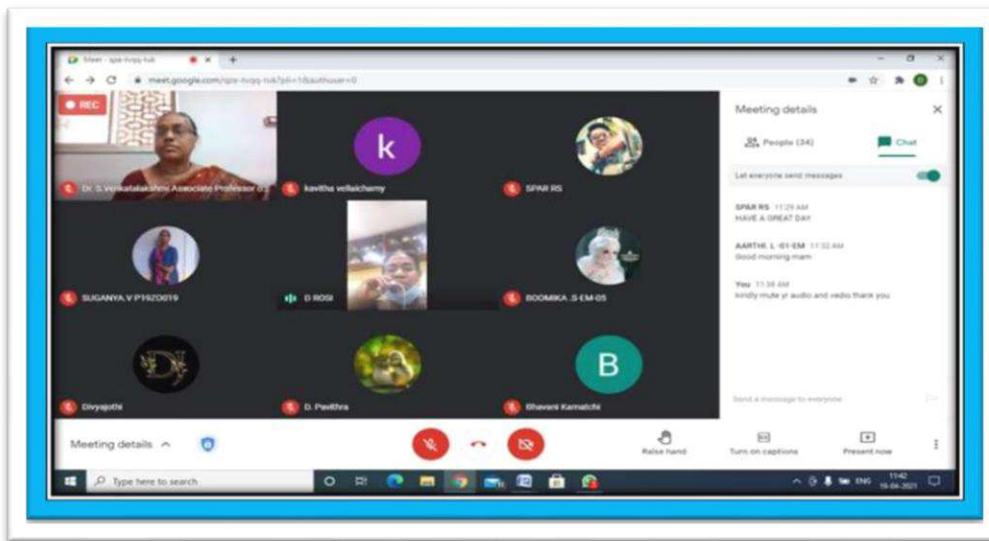 Meet - spa-tvqq-tuk
meet.google.com/spa-tvqq-tuk?pli=1&authuser=0
REC
Dr. S.Venkatalakshmi Associate Professor o
k
kavitha vellaichamy
SPAR RS
SUGANYA.V P19ZO019
D ROSI
BOOMIKA .S-EM-05
DJ
Divyajothi
D. Pavithra
B
Bhavani Kamatchi
Meeting details
People (34)
Chat
Let everyone send messages
SPAR RS 11:29 AM
HAVE A GREAT DAY
AARTHI. L -01-EM 11:32 AM
Good morning mam
You 11:38 AM
kindly mute yr audio and vedio thank you
Send a message to everyone
Meeting details
Raise hand
Turn on captions
Present now
Type here to search
ENG
11:42
19-04-2021